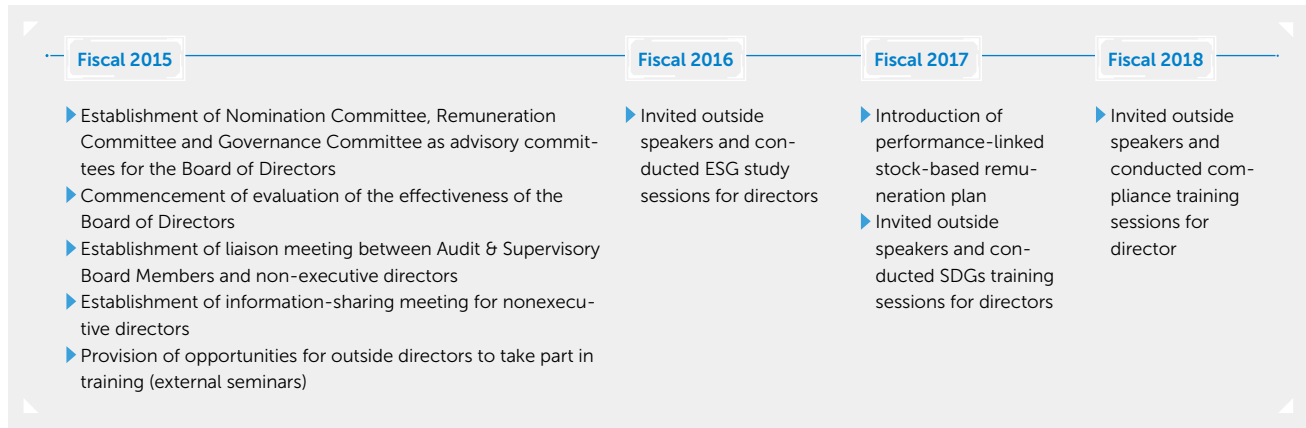 Fiscal 2015
Establishment of Nomination Committee, Remuneration
Committee and Governance Committee as advisory commit-
tees for the Board of Directors
Commencement of evaluation of the effectiveness of the
Board of Directors
Establishment of liaison meeting between Audit & Supervisory
Board Members and non-executive directors
Establishment of information-sharing meeting for nonexecu-
tive directors
Provision of opportunities for outside directors to take part in
training (external seminars)
Fiscal 2016
Invited outside
speakers and con-
ducted ESG study
sessions for directors
Fiscal 2017
Introduction of
performance-linked
stock-based remu-
neration plan
Invited outside
speakers and con-
ducted SDGs training
sessions for directors
Fiscal 2018
Invited outside
speakers and
conducted com-
pliance training
sessions for
director